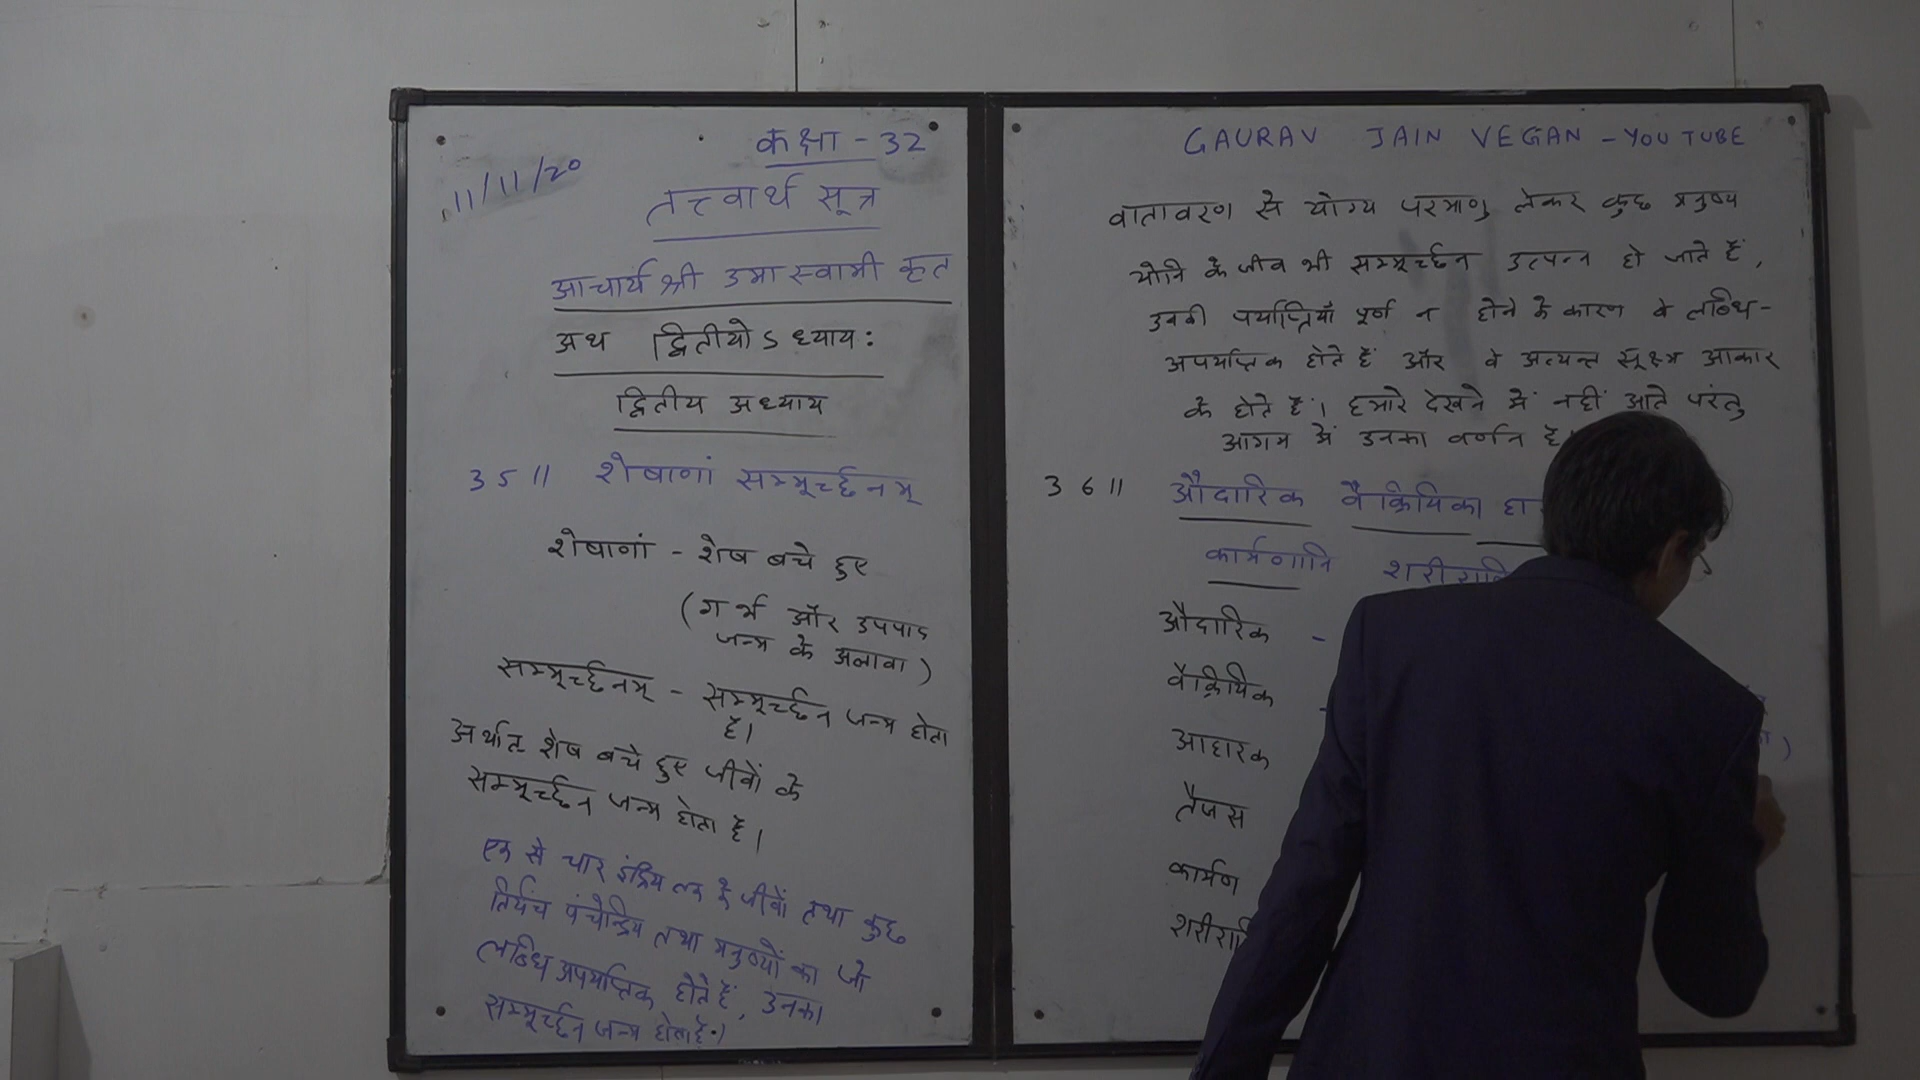 कक्षा - 32
11/11/20
तत्त्वार्थ सूत्र
आचार्य श्री उमास्वामी कृत
अथ द्वितीयोऽध्याय:
द्वितीय अध्याय
35॥ शेषाणां सम्मूर्च्छनम्
शेषाणां - शेष बचे हुए
(गर्भ और उपपाद
जन्म के अलावा)
सम्मूर्च्छनम् - सम्मूर्च्छन जन्म होता
है।
अर्थात शेष बचे हुए जीवों के
सम्मूर्च्छन जन्म होता है।
एक से चार इंद्रिय तक के जीवों तथा कुछ
तिर्यंच पंचेन्द्रिय तथा मनुष्यों का जो
लब्धि अपर्याप्तक होते हैं, उनका
सम्मूर्च्छन जन्म होता है।
GAURAV JAIN VEGAN - YOUTUBE
वातावरण से योग्य परमाणु लेकर कुछ मनुष्य
योनि के जीव भी सम्मूर्च्छन उत्पन्न हो जाते हैं,
उनकी पर्याप्तियाँ पूर्ण न होने के कारण वे लब्धि-
अपर्याप्तक होते हैं और वे अत्यन्त सूक्ष्म आकार
के होते हैं। हमारे देखने में नहीं आते परंतु
आगम में उनका वर्णन है
36॥ औदारिक वैक्रियिका हा
कार्मणानि
औदारिक -
वैक्रियिक -
आहारक
तैजस
कार्मण